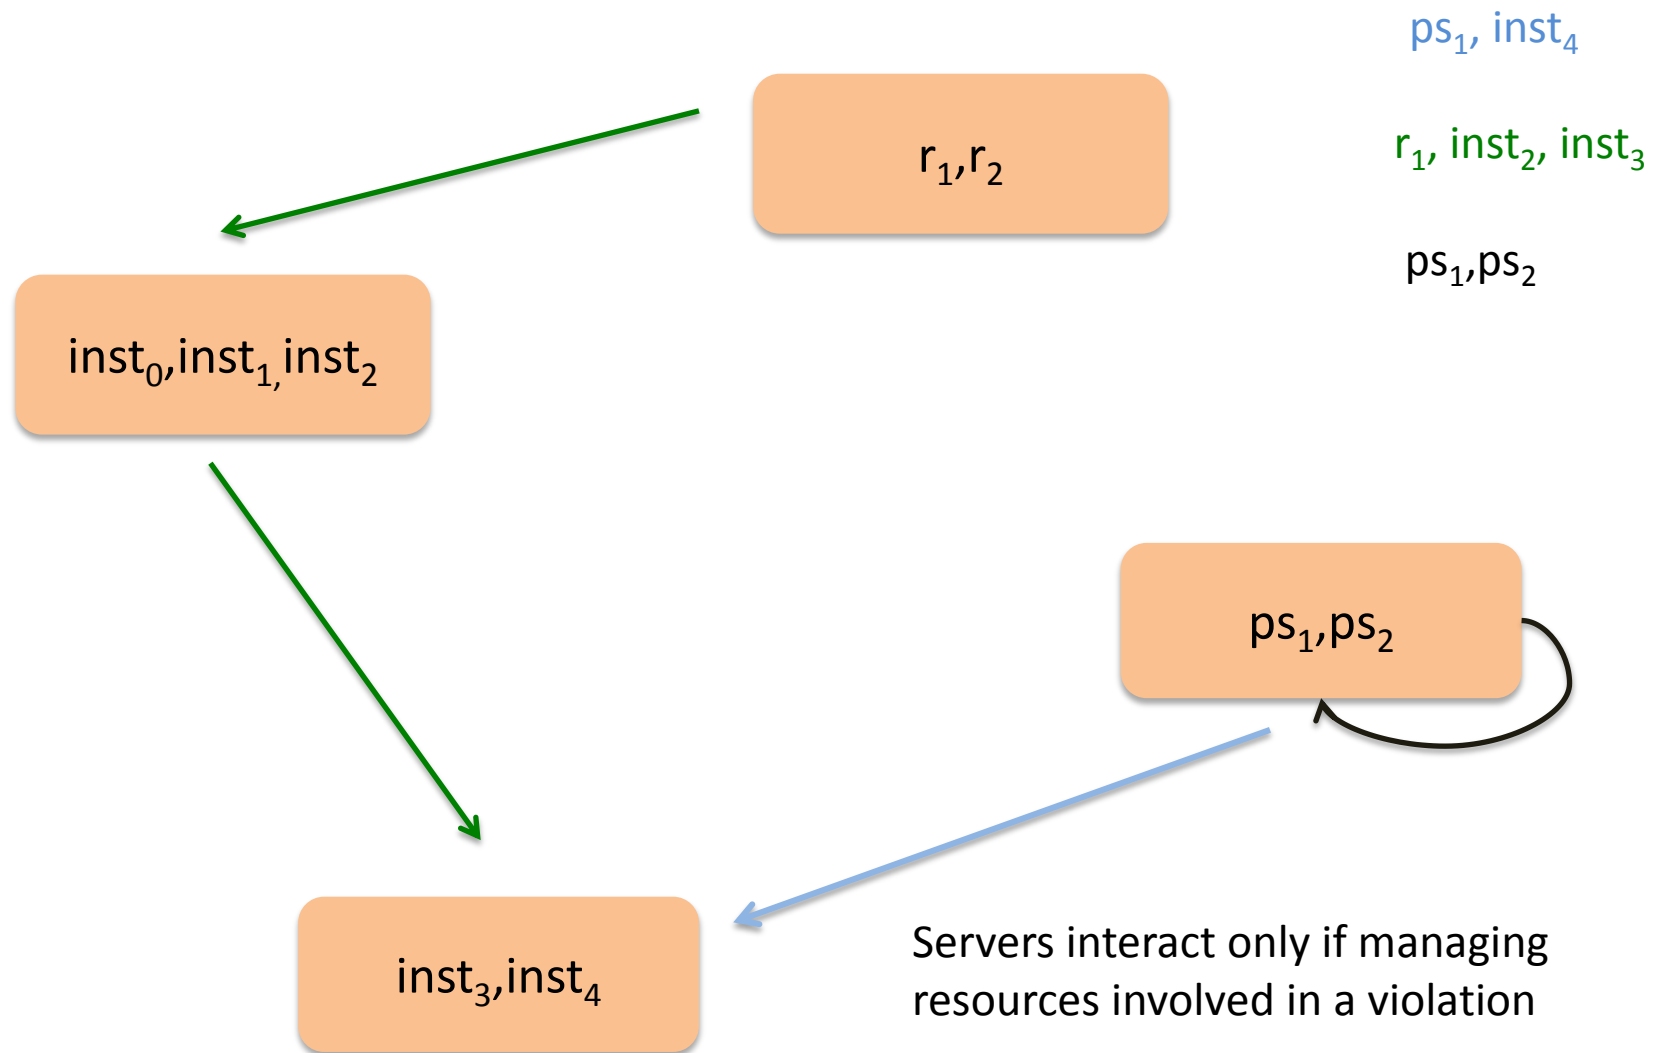 ps₁, inst₄
r₁,r₂
r₁, inst₂, inst₃
ps₁,ps₂
inst₀,inst₁,inst₂
ps₁,ps₂
Servers interact only if managing
inst₃,inst₄
resources involved in a violation